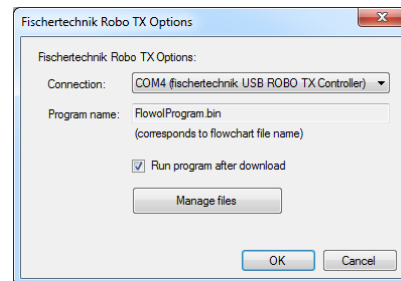 Fischertechnik Robo TX Options
Fischertechnik Robo TX Options:
Connection: COM4 (fischertechnik USB ROBO TX Controller)
Program name: FlowolProgram.bin
(corresponds to flowchart file name)
Run program after download
Manage files
OK Cancel